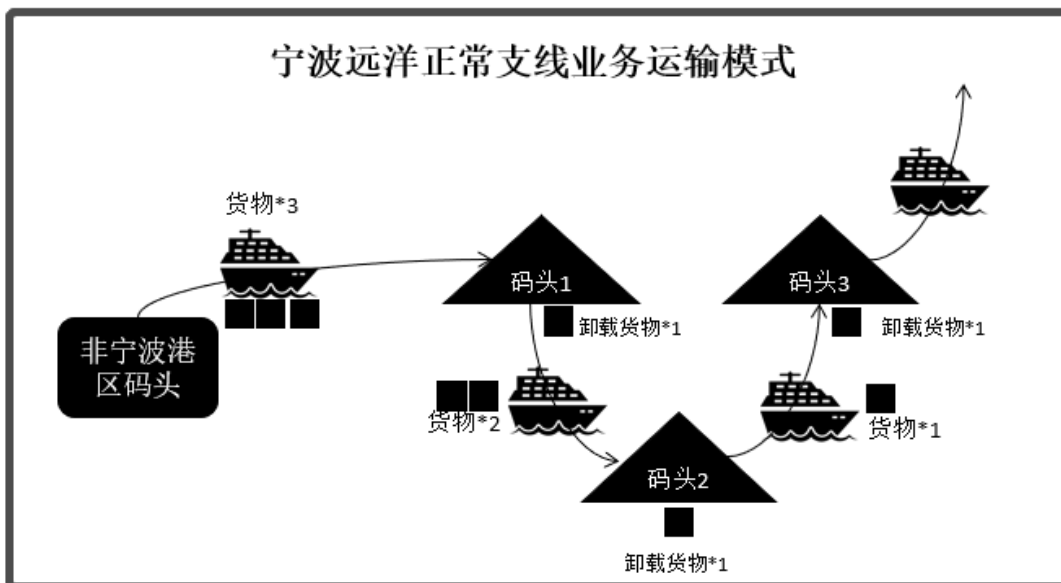 宁波远洋正常支线业务运输模式
货物*3
非宁波港
区码头
码头1
卸载货物*1
货物*2
码头2
卸载货物*1
货物*1
码头3
卸载货物*1